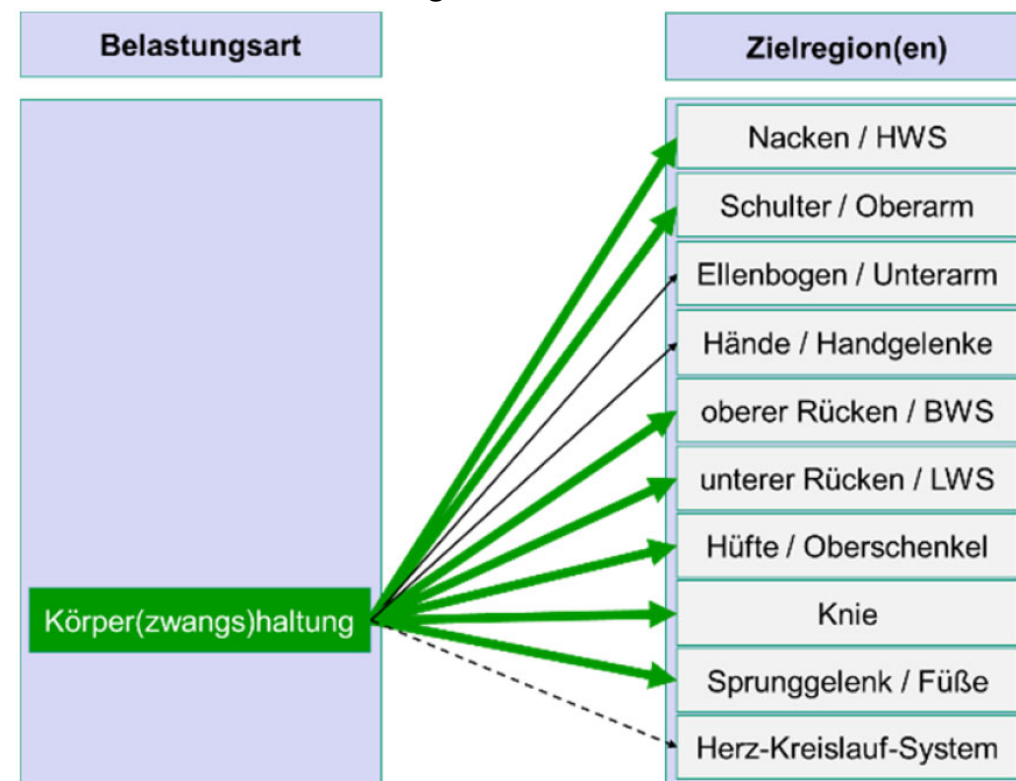 Belastungsart
Zielregion(en)
Nacken / HWS
Schulter / Oberarm
Ellenbogen / Unterarm
Hände / Handgelenke
oberer Rücken / BWS
unterer Rücken / LWS
Hüfte / Oberschenkel
Körper(zwangs)haltung
Knie
Sprunggelenk / Füße
Herz-Kreislauf-System